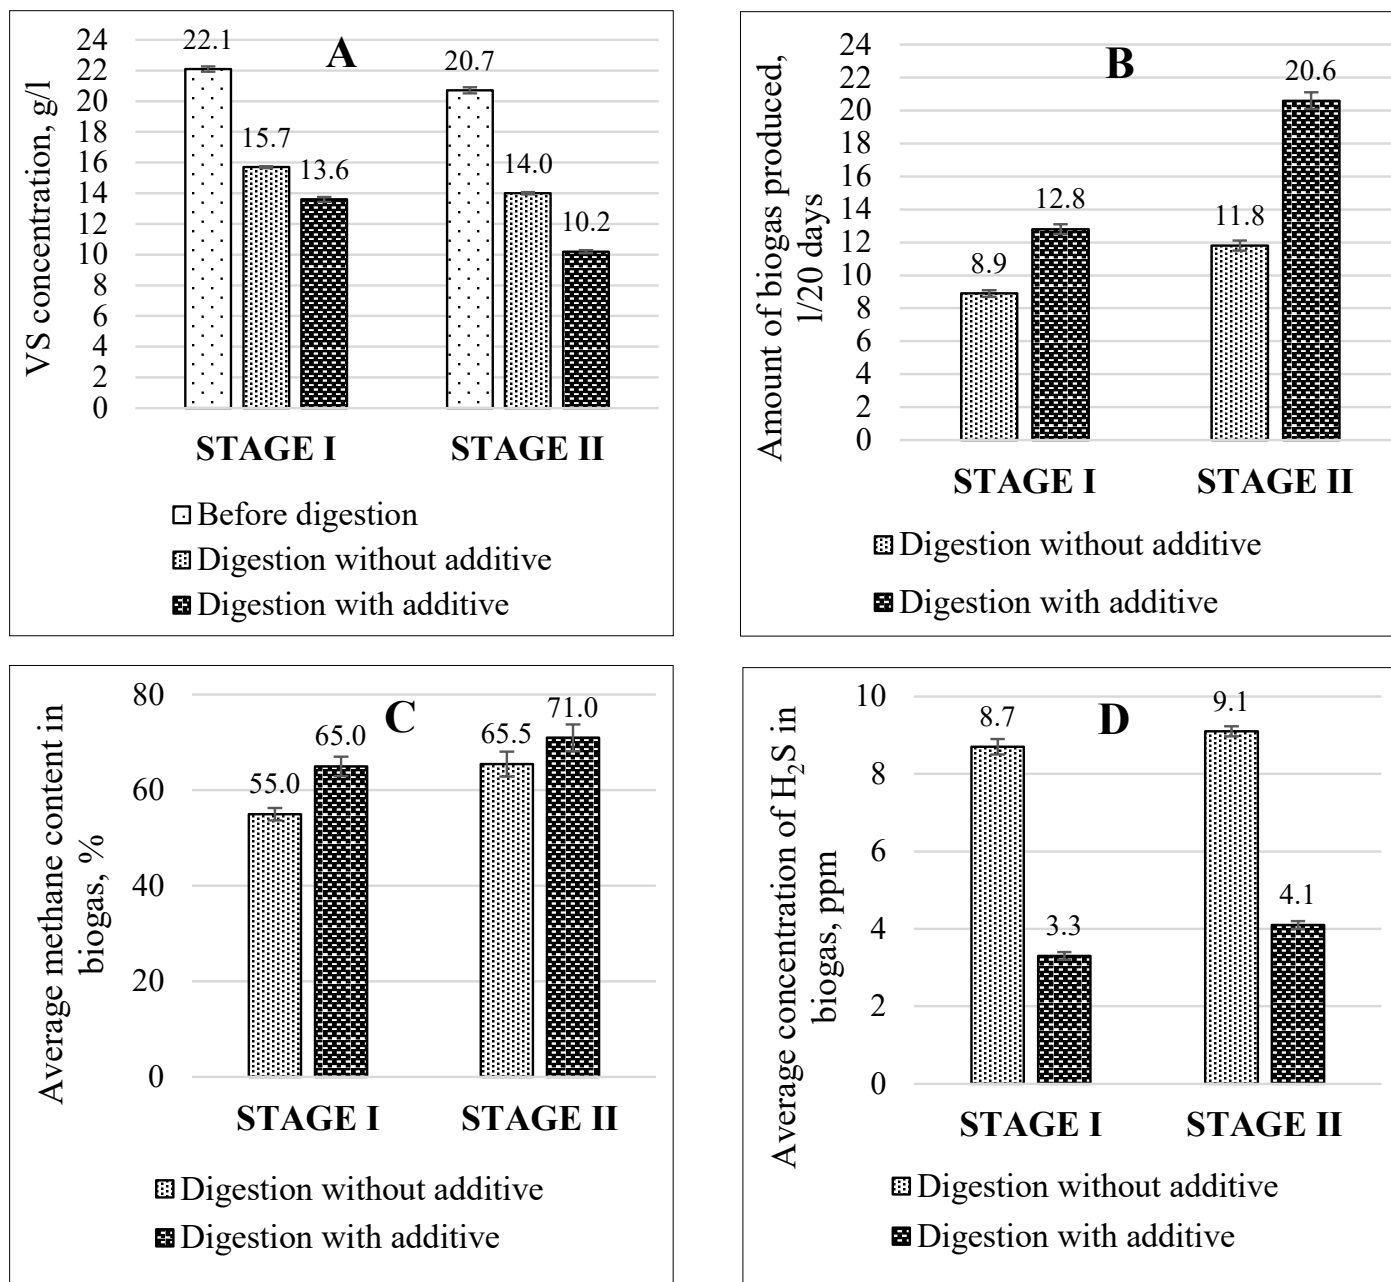 A
VS concentration, g/l
24
22
20
18
16
14
12
10
8
6
4
2
0
22.1
15.7
13.6
20.7
14.0
10.2
STAGE I
STAGE II
Before digestion
Digestion without additive
Digestion with additive
B
Amount of biogas produced,
l/20 days
24
22
20
18
16
14
12
10
8
6
4
2
0
8.9
12.8
11.8
20.6
STAGE I
STAGE II
Digestion without additive
Digestion with additive
C
Average methane content in
biogas, %
80
60
40
20
0
55.0
65.0
65.5
71.0
STAGE I
STAGE II
Digestion without additive
Digestion with additive
D
Average concentration of H₂S in
biogas, ppm
10
8
6
4
2
0
8.7
3.3
9.1
4.1
STAGE I
STAGE II
Digestion without additive
Digestion with additive